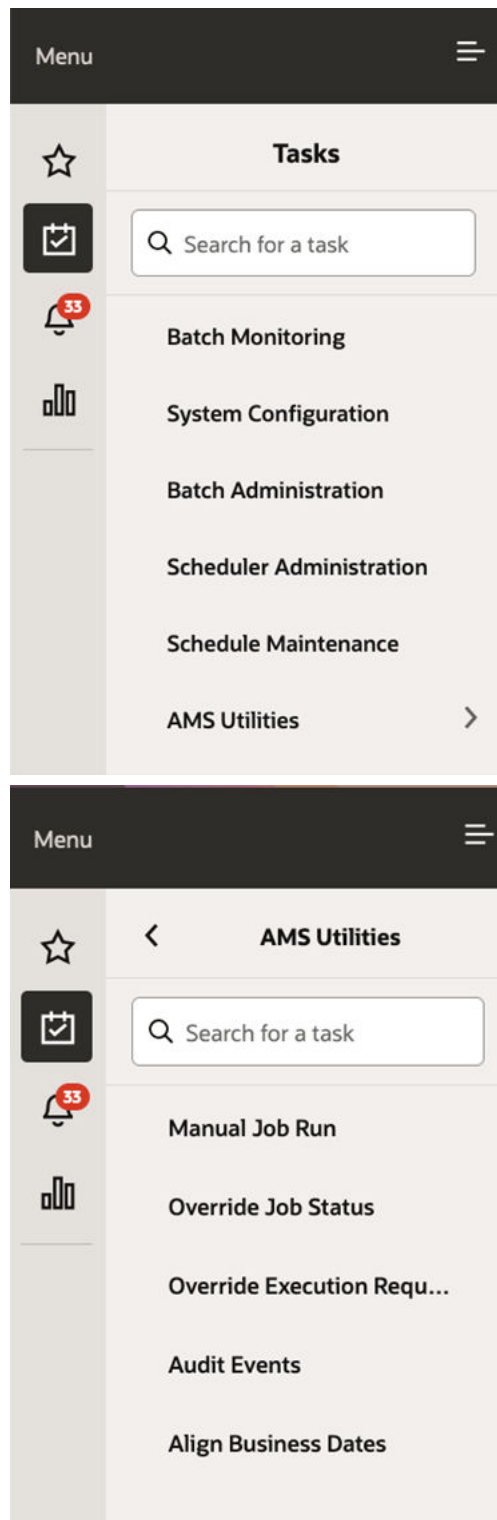 Menu
Tasks
Search for a task
33
Batch Monitoring
System Configuration
Batch Administration
Scheduler Administration
Schedule Maintenance
AMS Utilities
Menu
AMS Utilities
Search for a task
33
Manual Job Run
Override Job Status
Override Execution Requ...
Audit Events
Align Business Dates